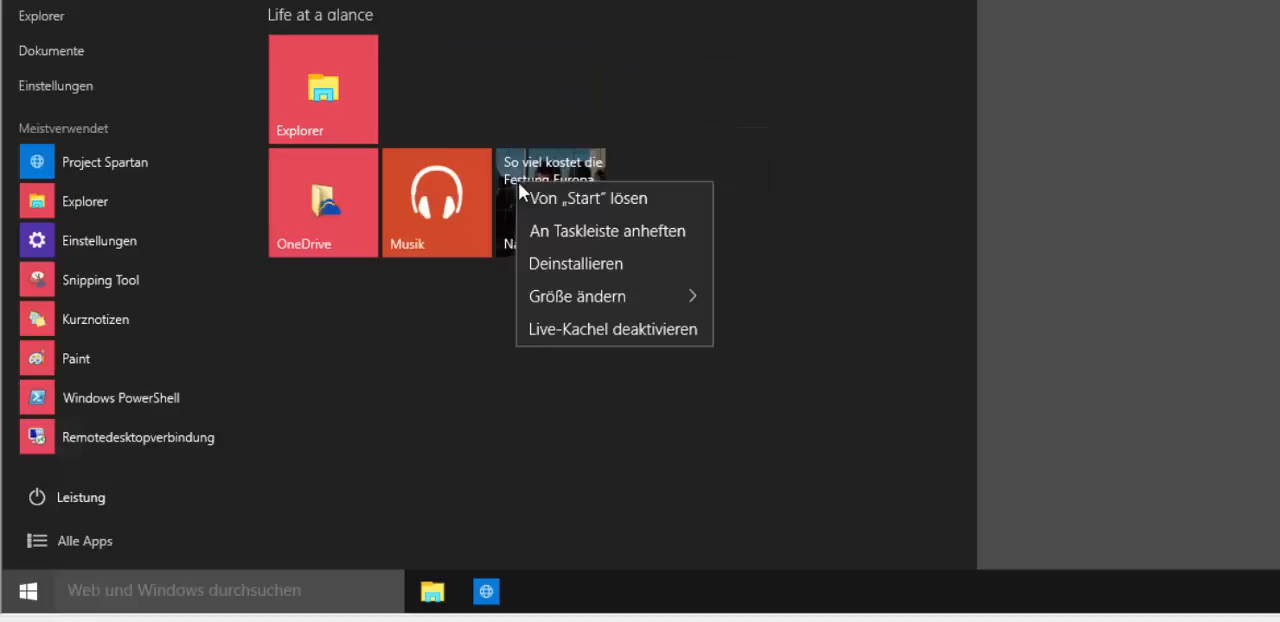 Explorer
Dokumente
Einstellungen
Meistverwendet
Project Spartan
Explorer
Einstellungen
Snipping Tool
Kurznotizen
Paint
Windows PowerShell
Remotedesktopverbindung
Leistung
Alle Apps
Life at a glance
Explorer
OneDrive
Musik
So viel kostet die
Festung Europa
Von „Start“ lösen
An Taskleiste anheften
Deinstallieren
Größe ändern
Live-Kachel deaktivieren
Web und Windows durchsuchen